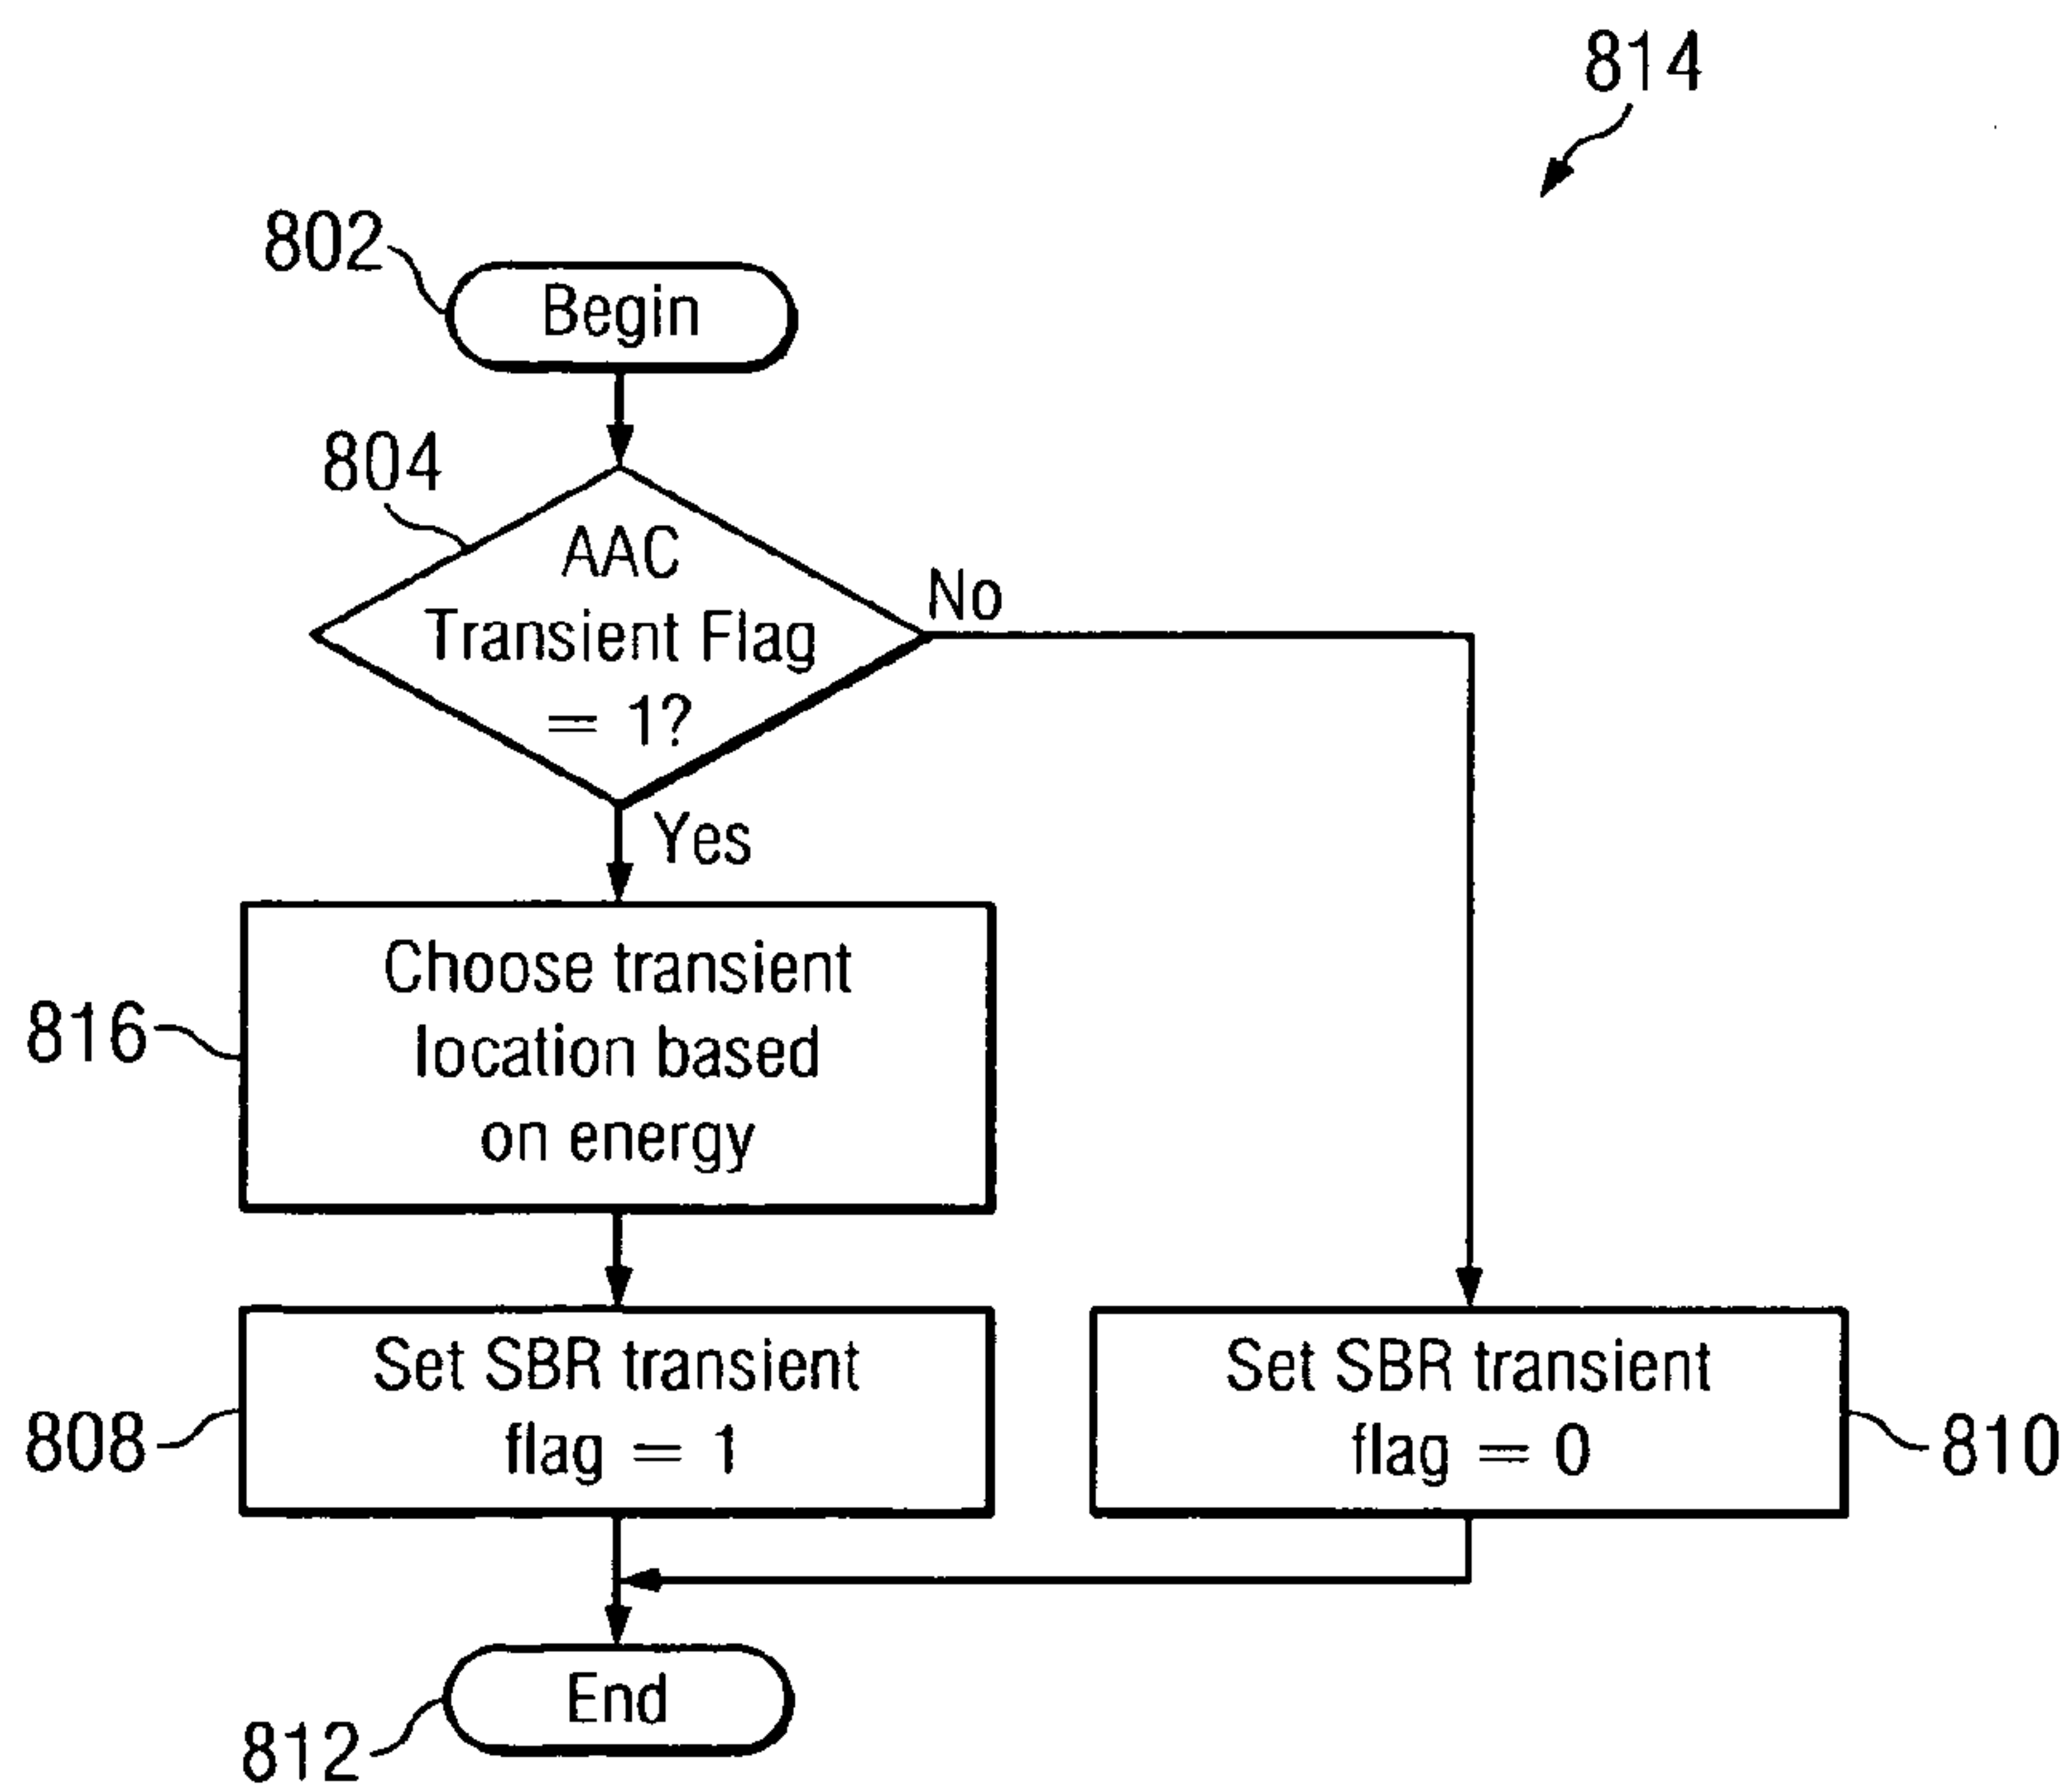 814
802
Begin
804
AAC
Transient Flag
= 1?
No
Yes
816
Choose transient
location based
on energy
808
Set SBR transient
flag = 1
Set SBR transient
flag = 0
810
End
812